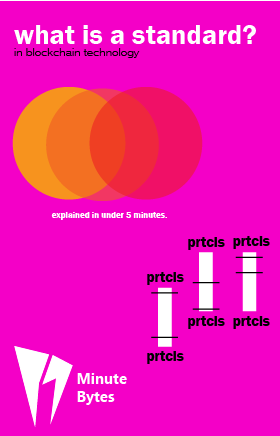 what is a standard?
in blockchain technology
explained in under 5 minutes.
prtcls prtcls
prtcls
prtcls prtcls
prtcls
Minute
Bytes